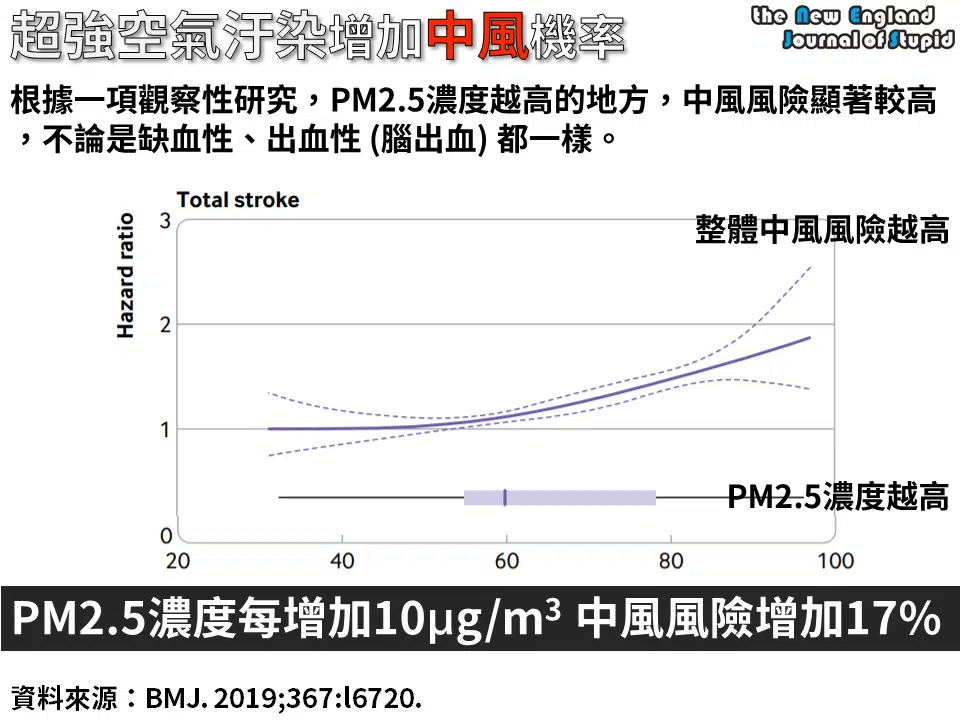 超強空氣汙染增加中風機率
the New England
Journal of Stupid
根據一項觀察性研究，PM2.5濃度越高的地方，中風風險顯著較高
，不論是缺血性、出血性 (腦出血) 都一樣。
Total stroke
Hazard ratio
3
整體中風風險越高
2
1
PM2.5濃度越高
0
20 40 60 80 100
PM2.5濃度每增加10μg/m³ 中風風險增加17%
資料來源：BMJ. 2019;367:l6720.